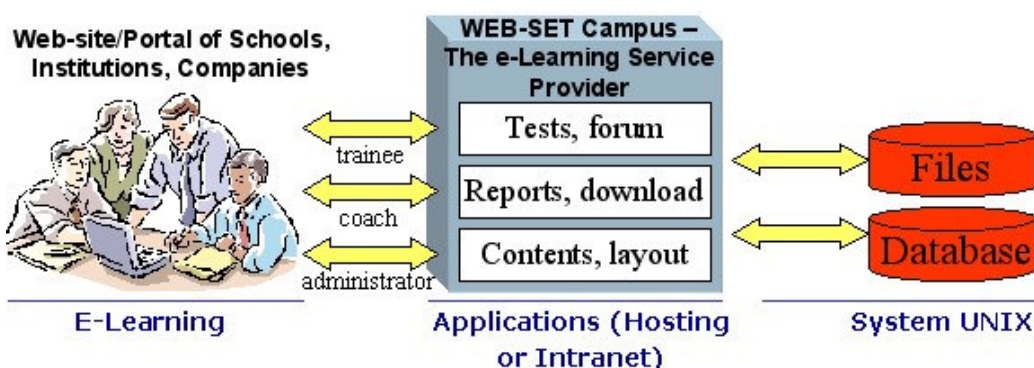 Web-site/Portal of Schools,
Institutions, Companies
trainee
coach
administrator
E-Learning
WEB-SET Campus –
The e-Learning Service
Provider
Tests, forum
Reports, download
Contents, layout
Applications (Hosting
or Intranet)
Files
Database
System UNIX